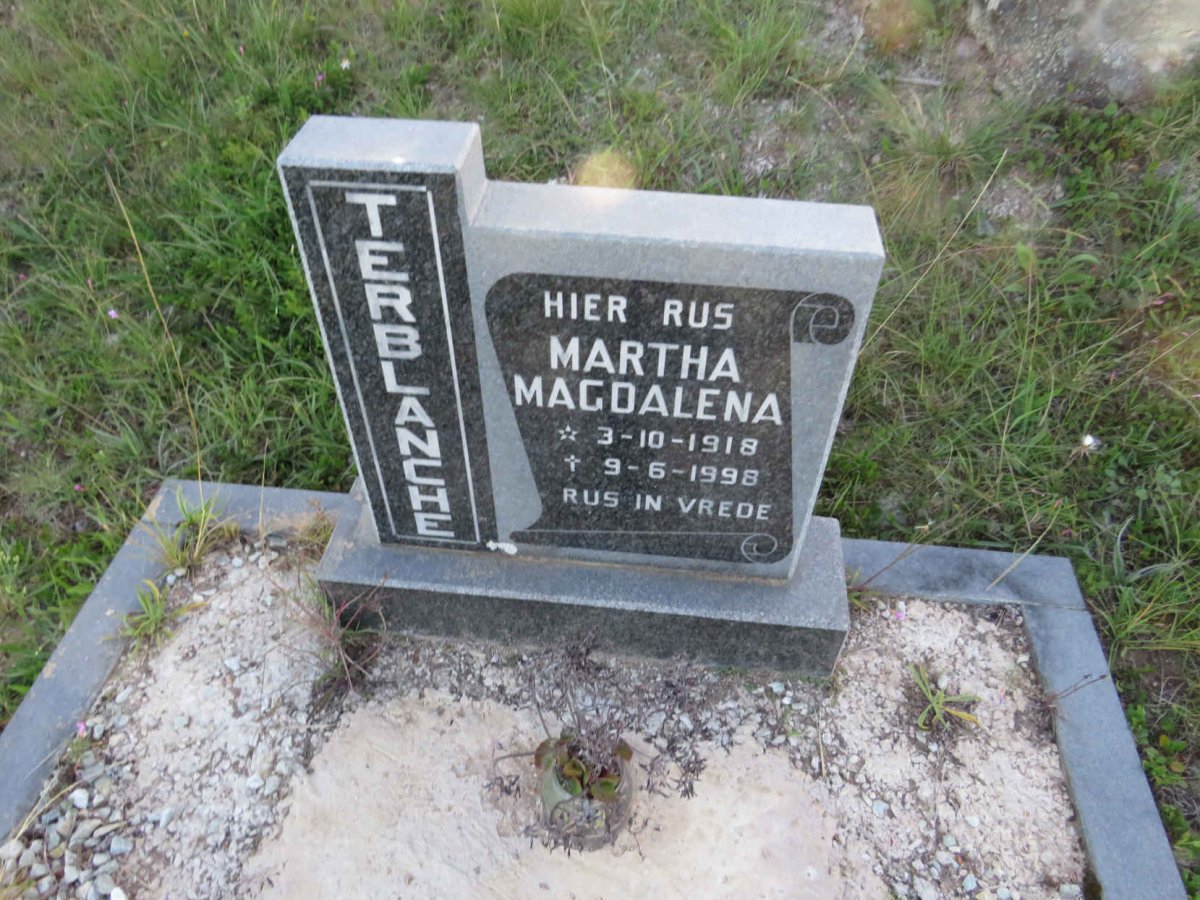 TERBLANCHE
HIER RUS
MARTHA
MAGDALENA
☆ 3-10-1918
† 9-6-1998
RUS IN VREDE